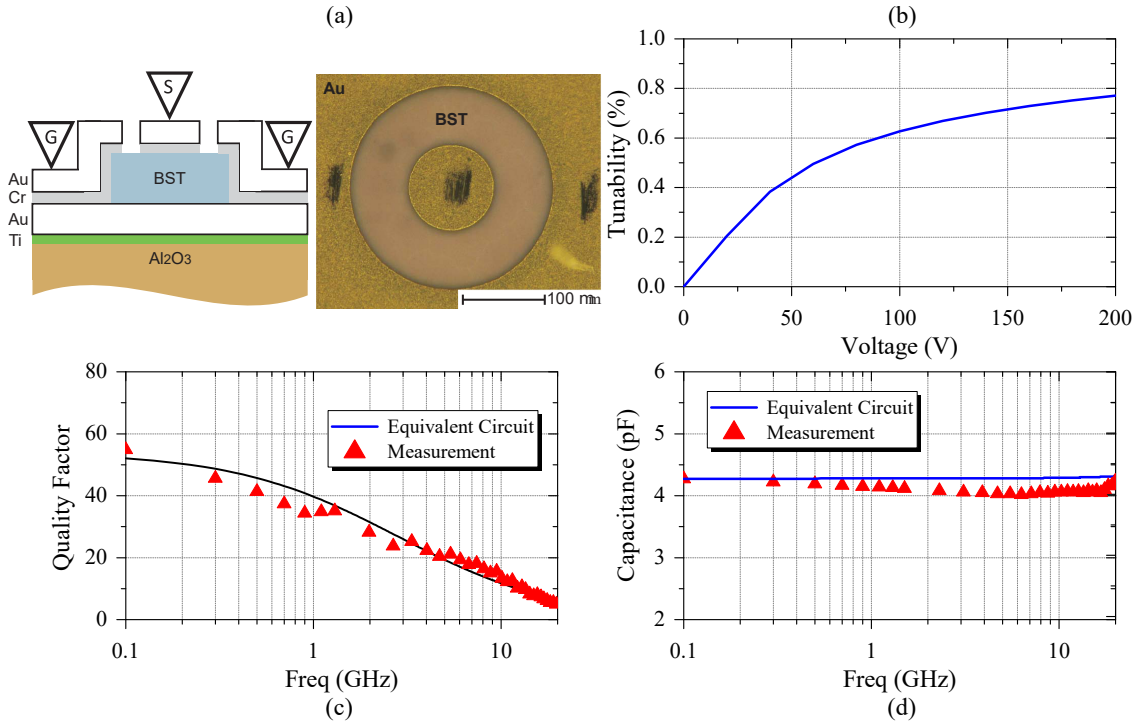 (a)
(b)
S
G
G
BST
Au
Cr
Au
Ti
Al2O3
Au
BST
100 mm
1.0
0.8
0.6
0.4
0.2
0.0
Tunability (%)
0
50
100
150
200
Voltage (V)
80
60
40
20
0
Quality Factor
Equivalent Circuit
Measurement
0.1
1
10
Freq (GHz)
(c)
6
5
4
3
2
Capacitance (pF)
Equivalent Circuit
Measurement
0.1
1
10
Freq (GHz)
(d)